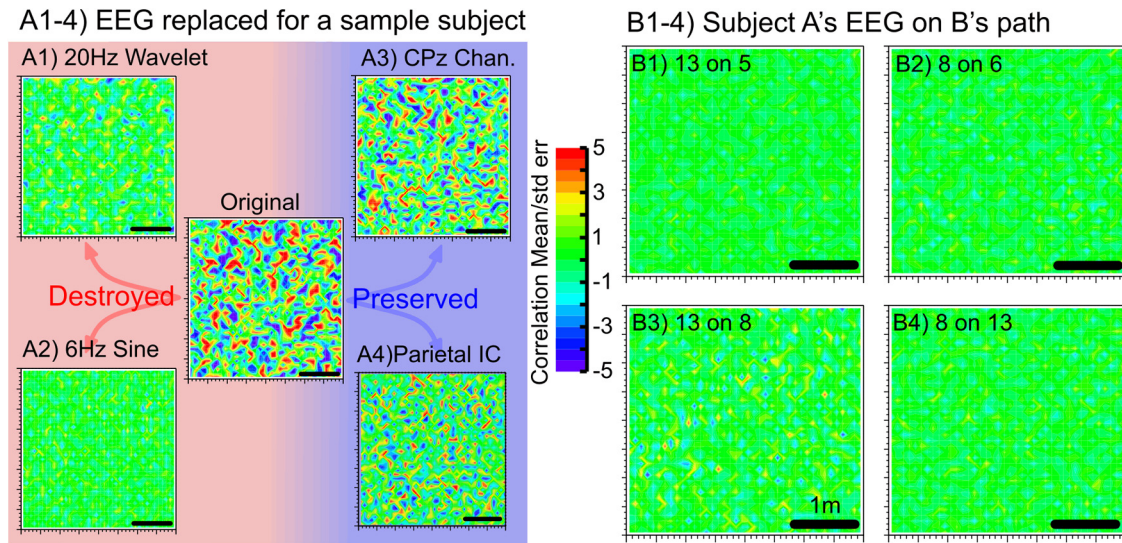 A1-4) EEG replaced for a sample subject
A1) 20Hz Wavelet
A3) CPz Chan.
Original
Destroyed
Preserved
A2) 6Hz Sine
A4)Parietal IC
Correlation Mean/std err
5
3
1
-1
-3
-5
B1-4) Subject A's EEG on B's path
B1) 13 on 5
B2) 8 on 6
B3) 13 on 8
1m
B4) 8 on 13